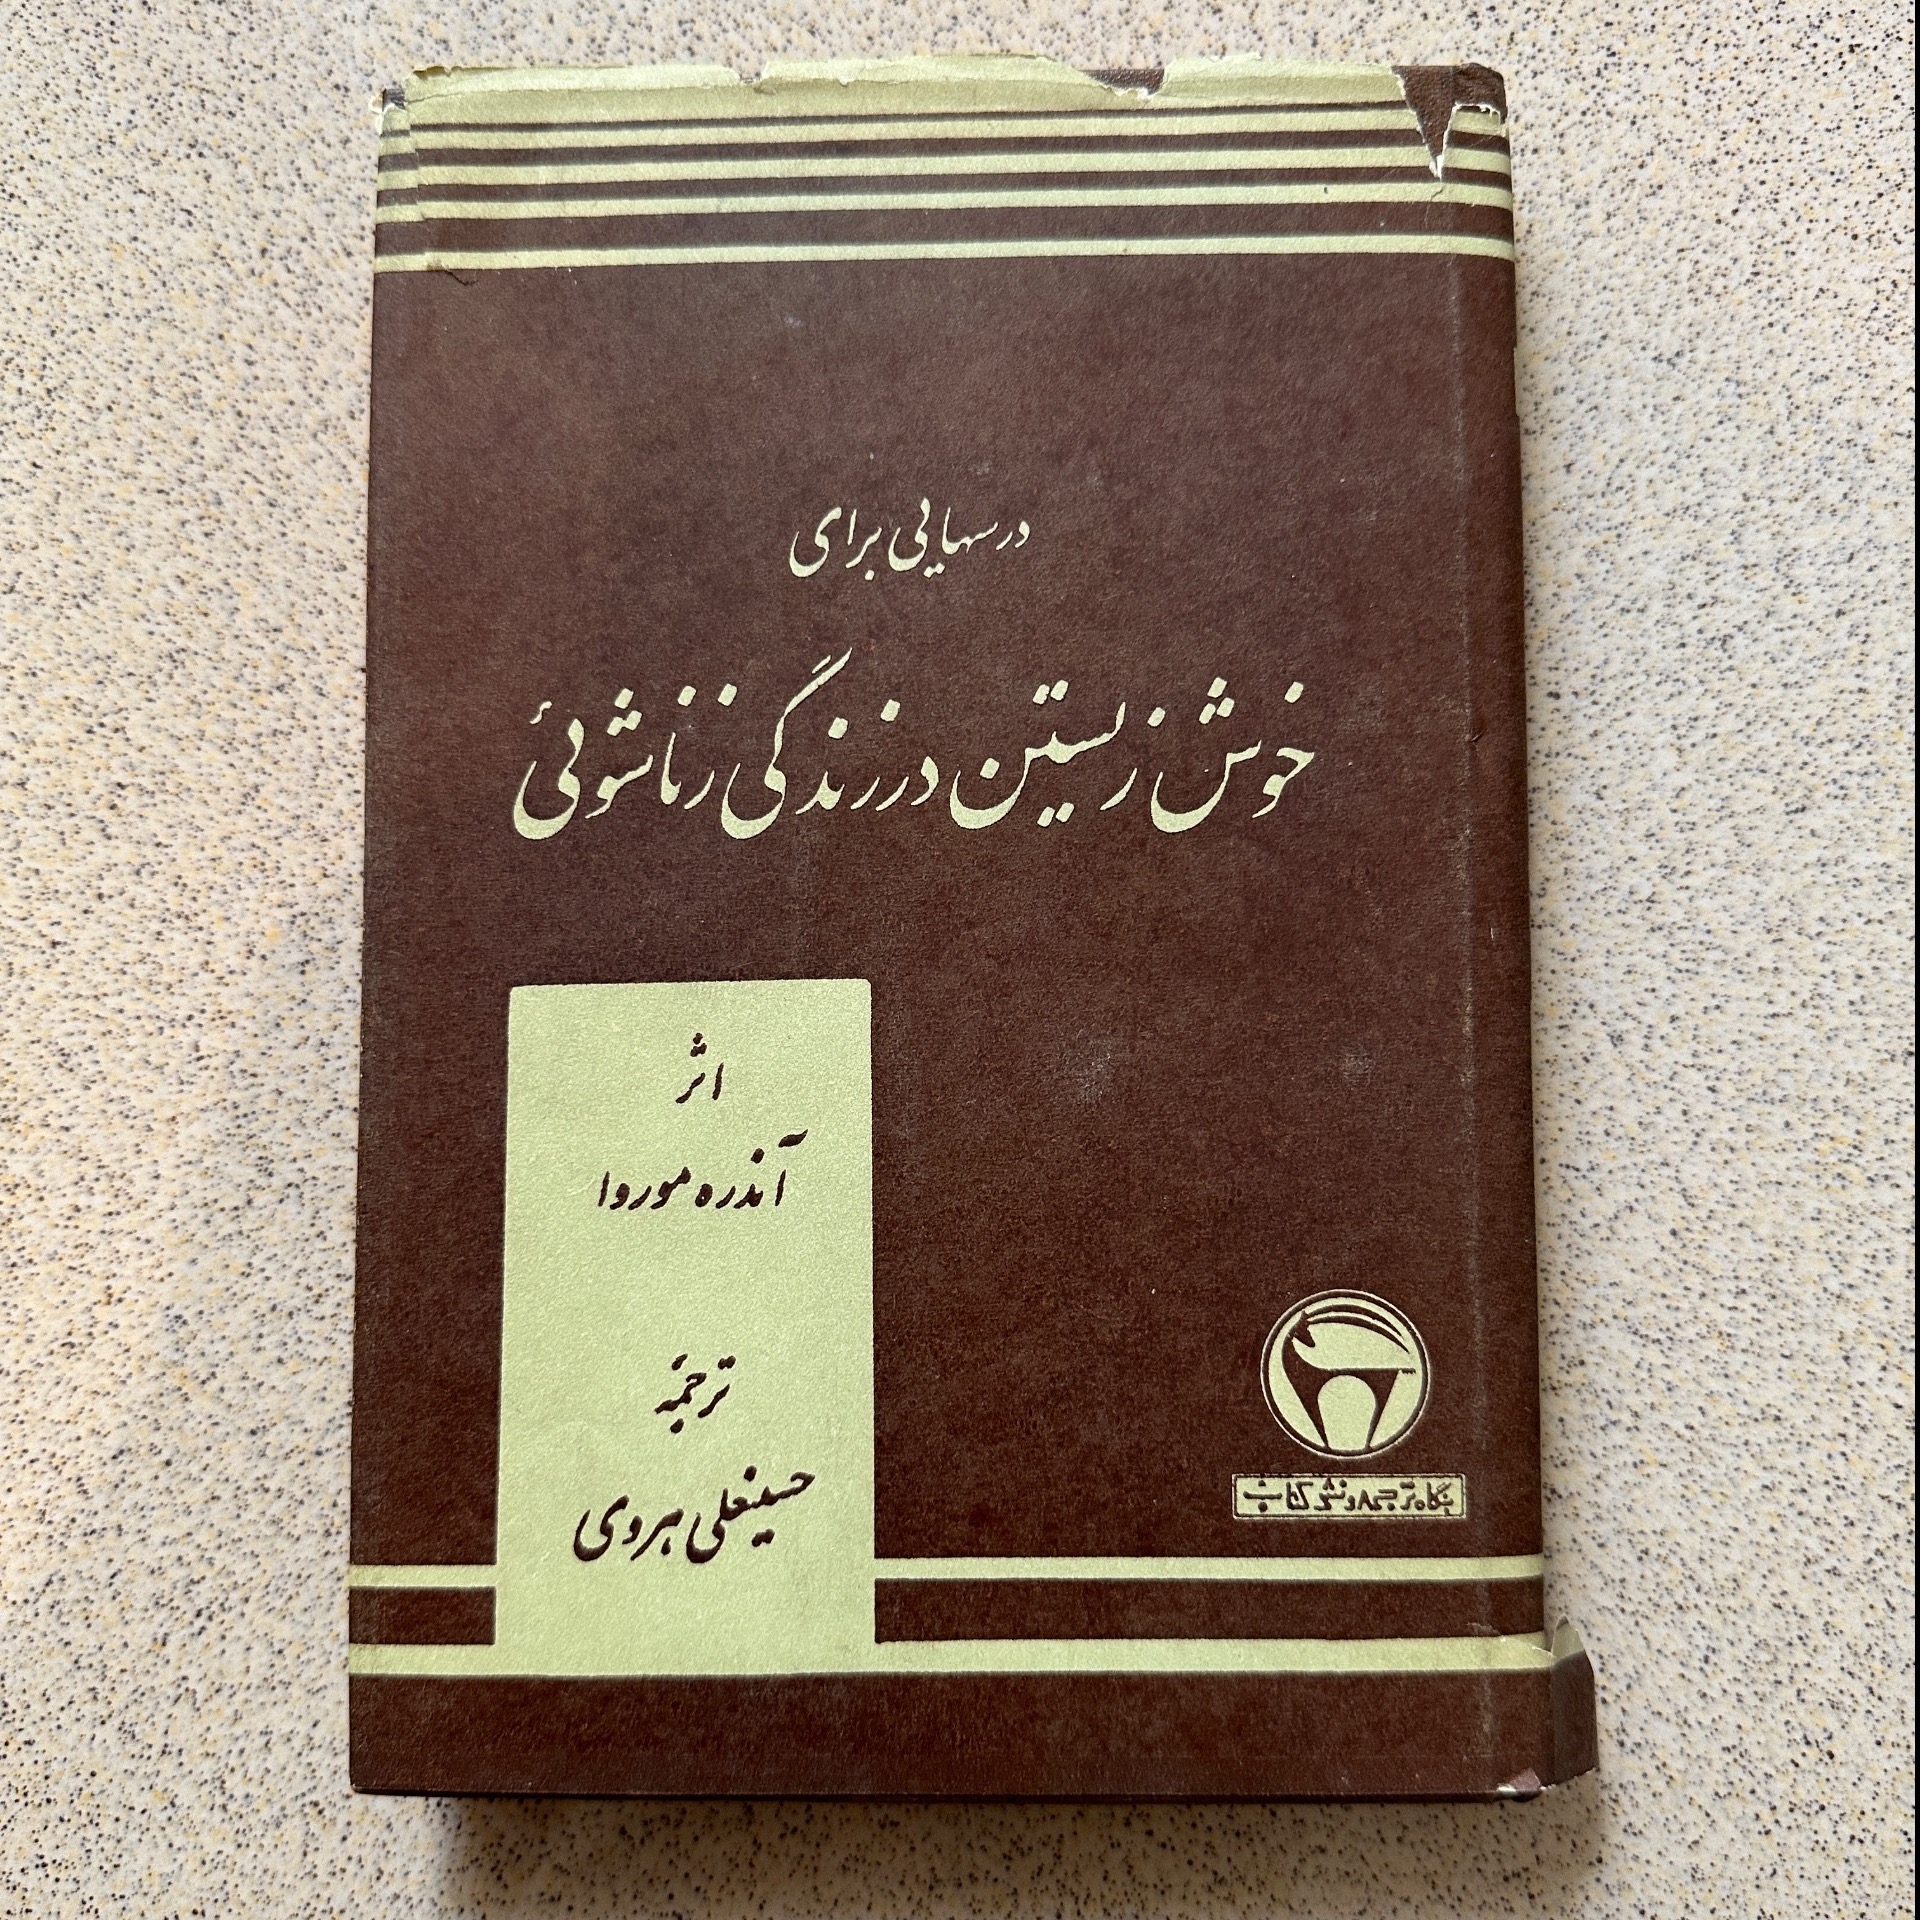 درسهایی برای
خوش زیستن در زندگی زناشوئی
اثر
آندره موروا
ترجمهٔ
حسینعلی هروی
بنگاه ترجمه و نشر کتاب